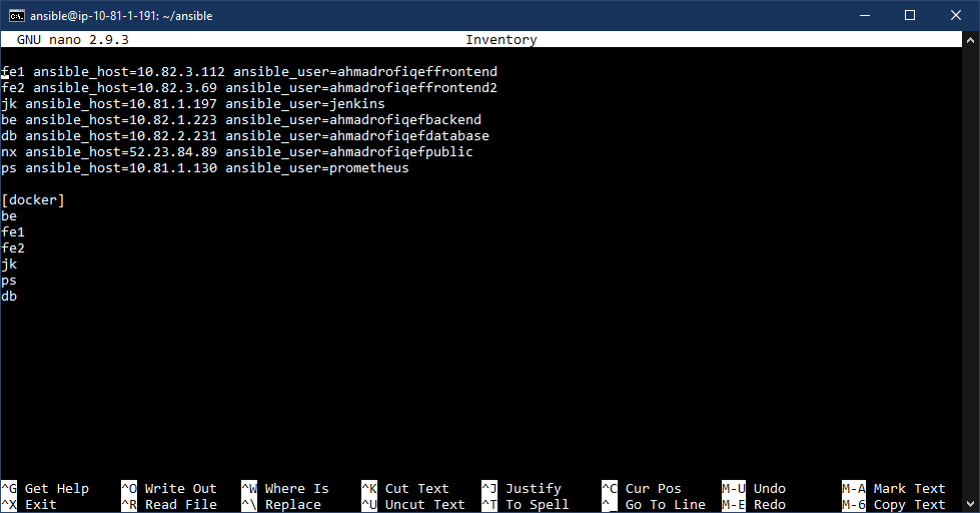 ansible@ip-10-81-1-191: ~/ansible
GNU nano 2.9.3 Inventory
fe1 ansible_host=10.82.3.112 ansible_user=ahmadrofiqeffrontend
fe2 ansible_host=10.82.3.69 ansible_user=ahmadrofiqeffrontend2
jk ansible_host=10.81.1.197 ansible_user=jenkins
be ansible_host=10.82.1.223 ansible_user=ahmadrofiqefbackend
db ansible_host=10.82.2.231 ansible_user=ahmadrofiqefdatabase
nx ansible_host=52.23.84.89 ansible_user=ahmadrofiqefpublic
ps ansible_host=10.81.1.130 ansible_user=prometheus
[docker]
be
fe1
fe2
jk
ps
db
^G Get Help ^O Write Out ^W Where Is ^K Cut Text ^J Justify ^C Cur Pos M-U Undo M-A Mark Text
^X Exit ^R Read File ^\ Replace ^U Uncut Text ^T To Spell ^_ Go To Line M-E Redo M-6 Copy Text